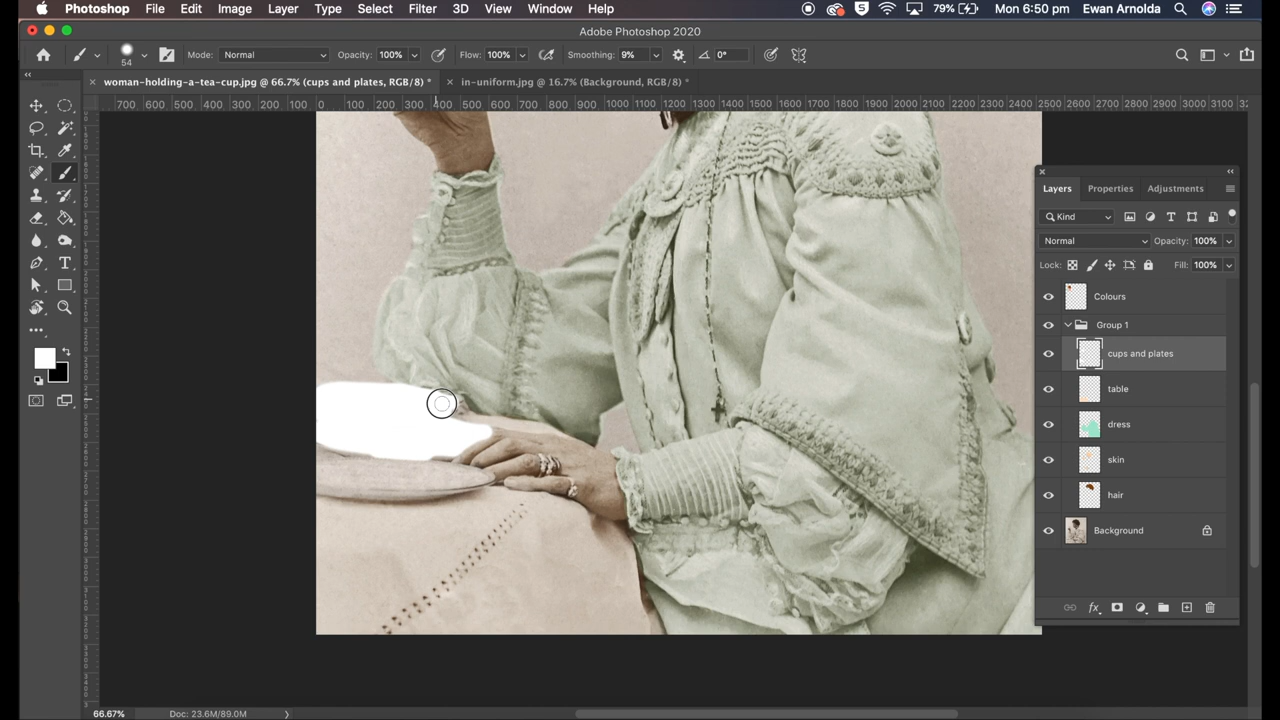 Photoshop File Edit Image Layer Type Select Filter 3D View Window Help 79% Mon 6:50 pm Ewan Arnolda
Adobe Photoshop 2020
54 Mode: Normal Opacity: 100% Flow: 100% Smoothing: 9% 0°
× woman-holding-a-tea-cup.jpg @ 66.7% (cups and plates, RGB/8) * × in-uniform.jpg @ 16.7% (Background, RGB/8) *
700 600 500 400 300 200 100 0 100 200 300 400 500 600 700 800 900 1000 1100 1200 1300 1400 1500 1600 1700 1800 1900 2000 2100 2200 2300 2400 2500 2600 2700 2800 2900 3000 3100
Layers Properties Adjustments
Kind
Normal Opacity: 100%
Lock: Fill: 100%
Colours
Group 1
cups and plates
table
dress
skin
hair
Background
fx
66.67% Doc: 23.6M/89.0M